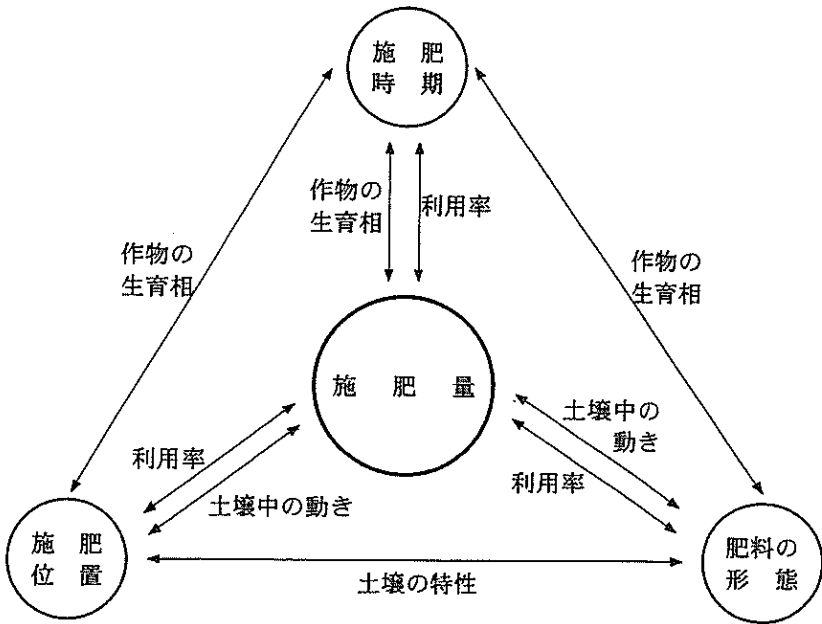 施 肥
時 期
作物の
生育相
利用率
作物の
生育相
作物の
生育相
施 肥 量
土壌中の
動き
利用率
利用率
土壌中の動き
施 肥
位 置
肥料の
形 態
土壌の特性